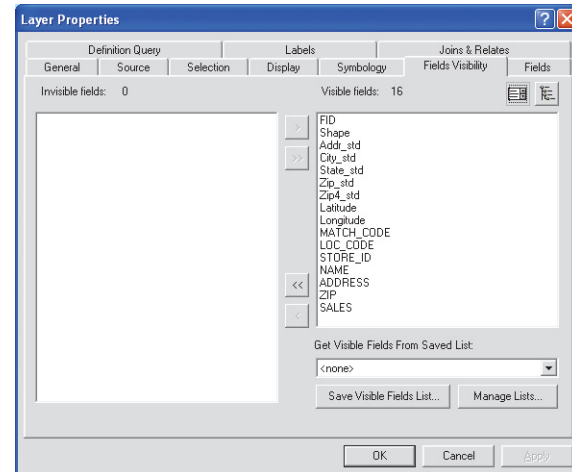 Layer Properties
Definition Query Labels Joins & Relates
General Source Selection Display Symbology Fields Visibility Fields
Invisible fields: 0 Visible fields: 16
>
>>
<<
<
FID
Shape
Addr_std
City_std
State_std
Zip_std
Zip4_std
Latitude
Longitude
MATCH_CODE
LOC_CODE
STORE_ID
NAME
ADDRESS
ZIP
SALES
Get Visible Fields From Saved List:
<none>
Save Visible Fields List... Manage Lists...
OK Cancel Apply